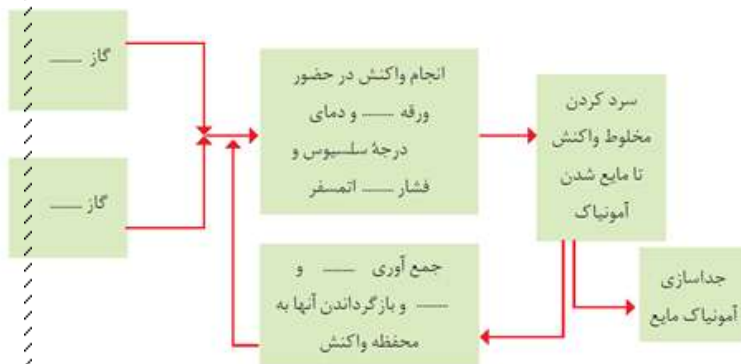 گاز ......
گاز ......
انجام واکنش در حضور
ورقه ...... و دمای
درجهٔ سلسیوس و
فشار ...... اتمسفر
سرد کردن
مخلوط واکنش
تا مایع شدن
آمونیاک
جمع آوری ...... و
...... و بازگرداندن آنها به
محفظه واکنش
جداسازی
آمونیاک مایع